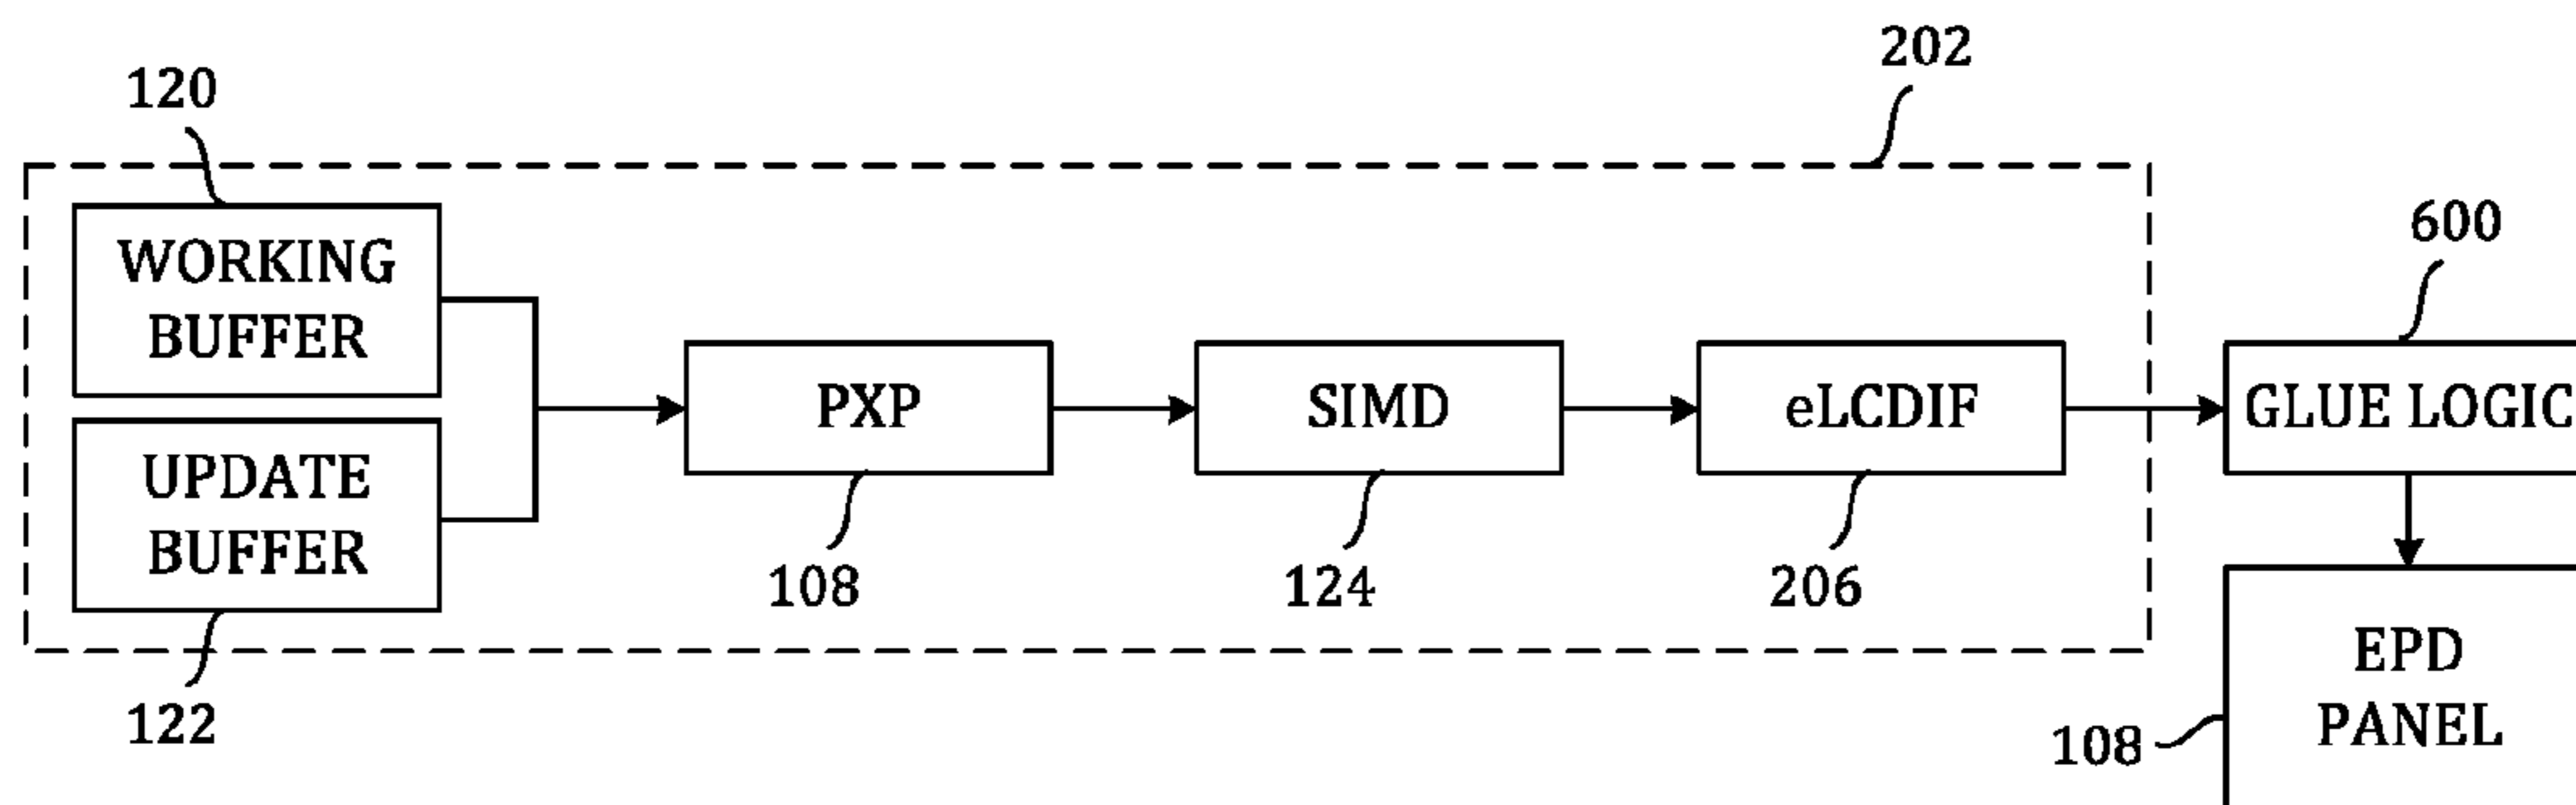 202
120
600
WORKING
BUFFER
PXP
SIMD
eLCDIF
GLUE LOGIC
UPDATE
BUFFER
108
124
206
122
EPD
PANEL
108